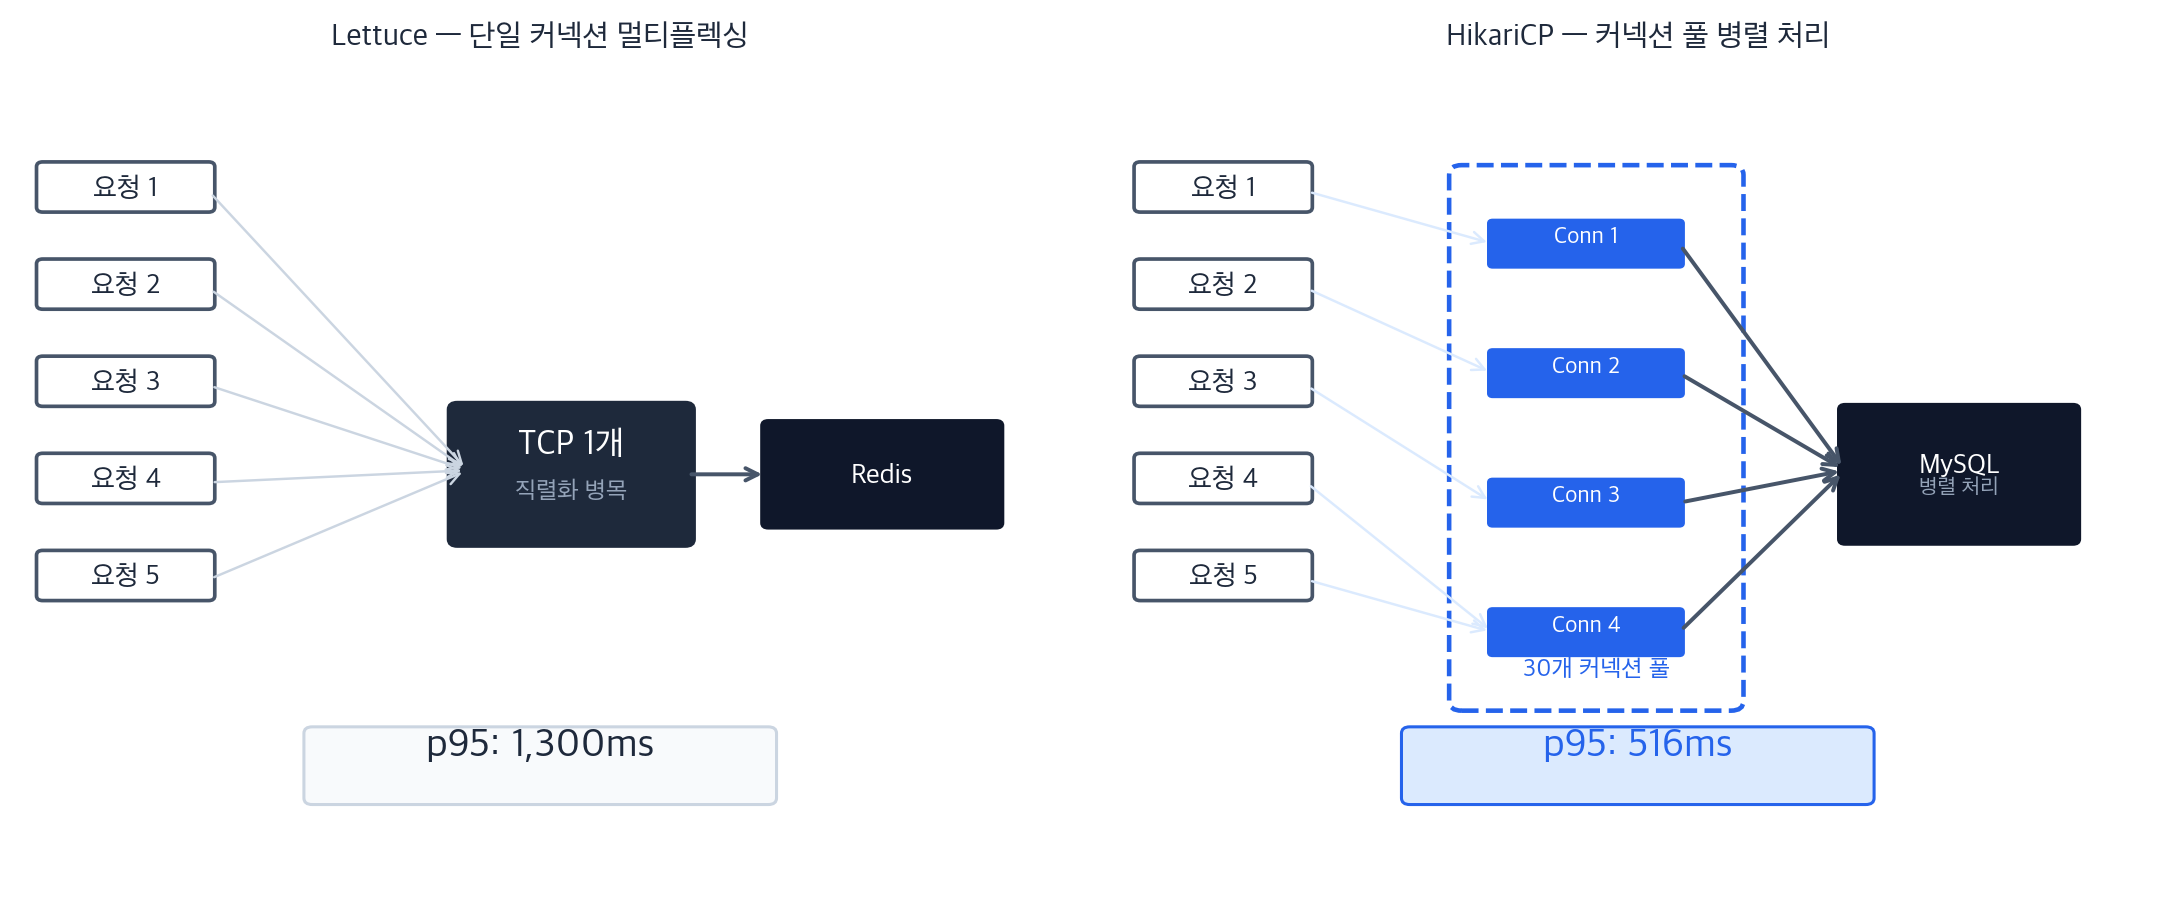 Lettuce — 단일 커넥션 멀티플렉싱
요청 1
요청 2
요청 3
요청 4
요청 5
TCP 1개
직렬화 병목
Redis
p95: 1,300ms
HikariCP — 커넥션 풀 병렬 처리
요청 1
요청 2
요청 3
요청 4
요청 5
Conn 1
Conn 2
Conn 3
Conn 4
30개 커넥션 풀
MySQL
병렬 처리
p95: 516ms